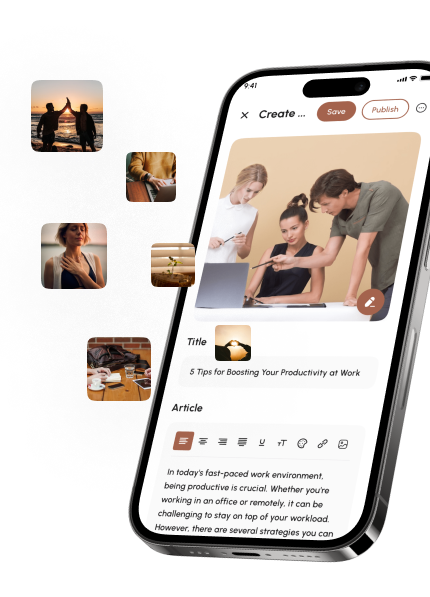 9:41
Create ...
Save
Publish
Title
5 Tips for Boosting Your Productivity at Work
Article
U
TT
In today's fast-paced work environment,
being productive is crucial. Whether you're
working in an office or remotely, it can be
challenging to stay on top of your workload.
However, there are several strategies you can